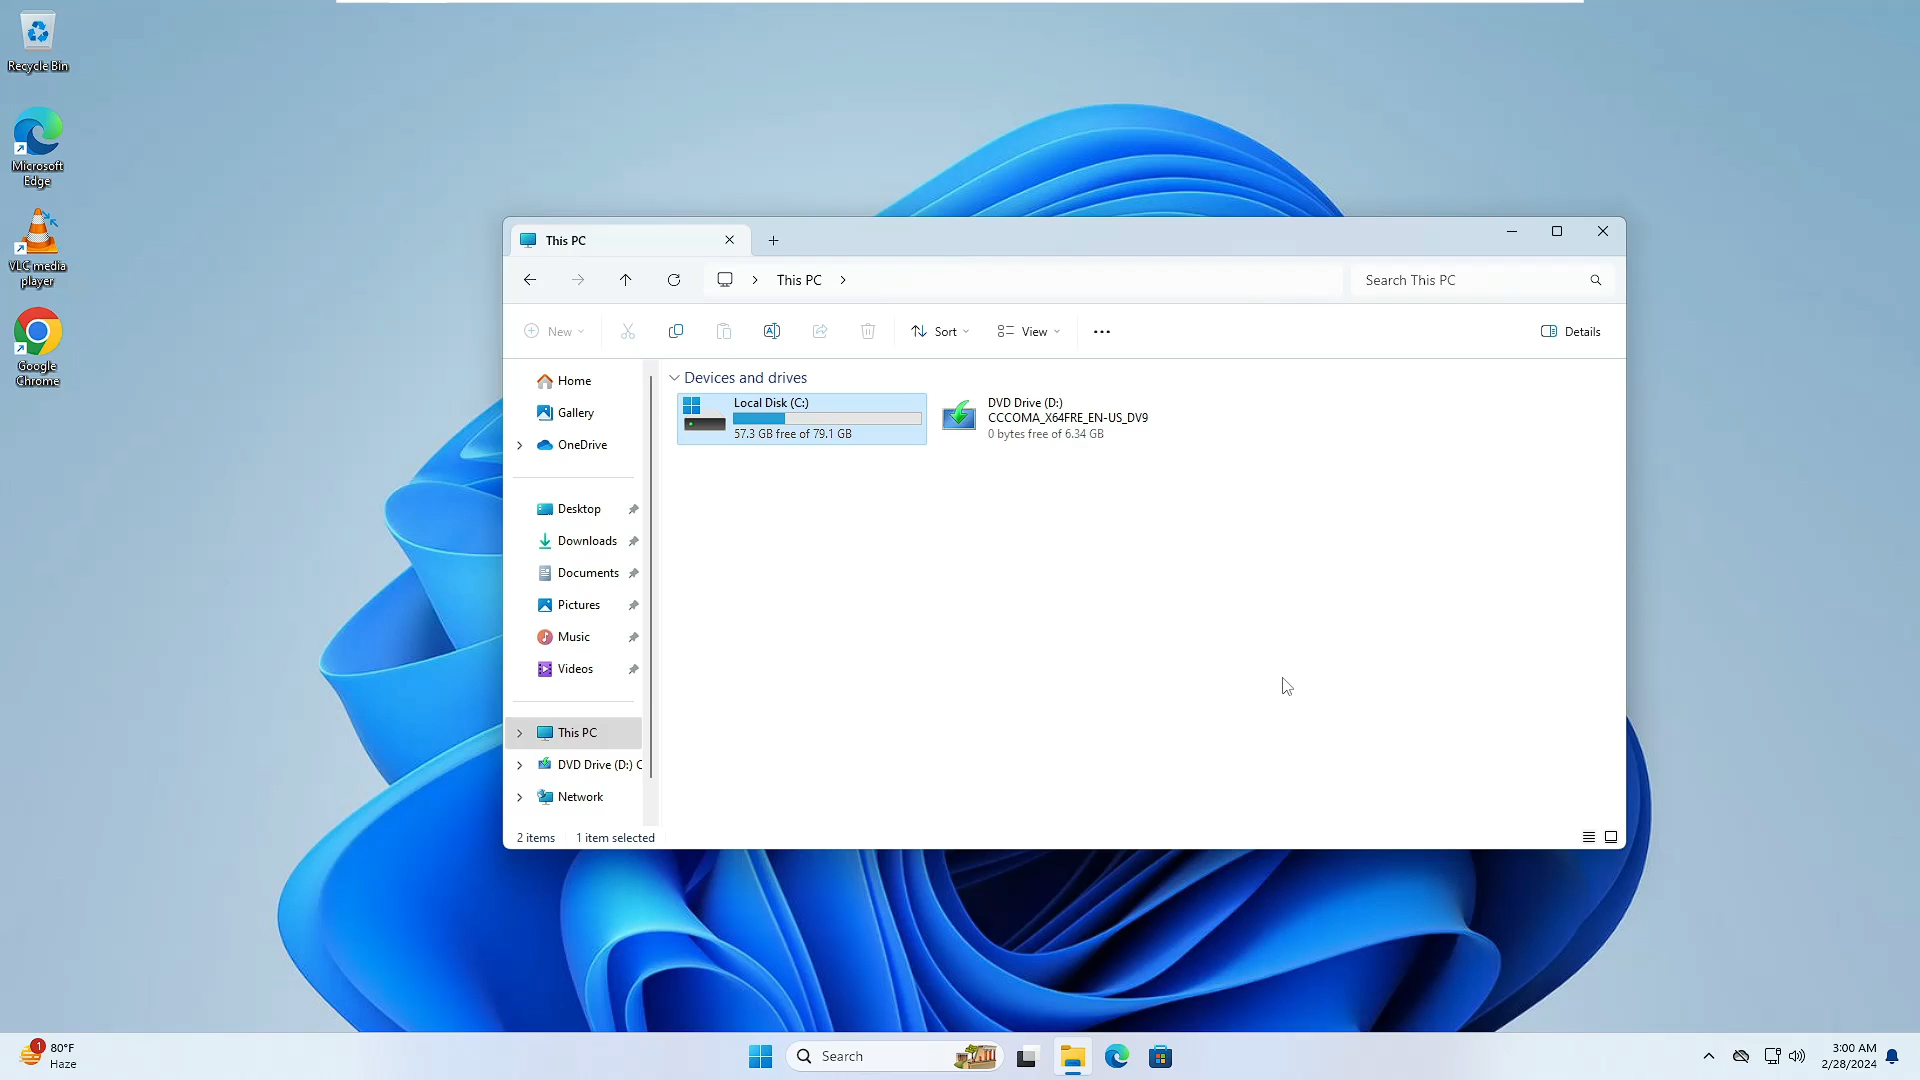 Recycle Bin
Microsoft
Edge
VLC media
player
Google
Chrome
This PC
This PC
Search This PC
New
Sort
View
Details
Home
Gallery
OneDrive
Desktop
Downloads
Documents
Pictures
Music
Videos
This PC
DVD Drive (D:) C
Network
Devices and drives
Local Disk (C:)
57.3 GB free of 79.1 GB
DVD Drive (D:)
CCCOMA_X64FRE_EN-US_DV9
0 bytes free of 6.34 GB
2 items
1 item selected
1
80°F
Haze
Search
3:00 AM
2/28/2024